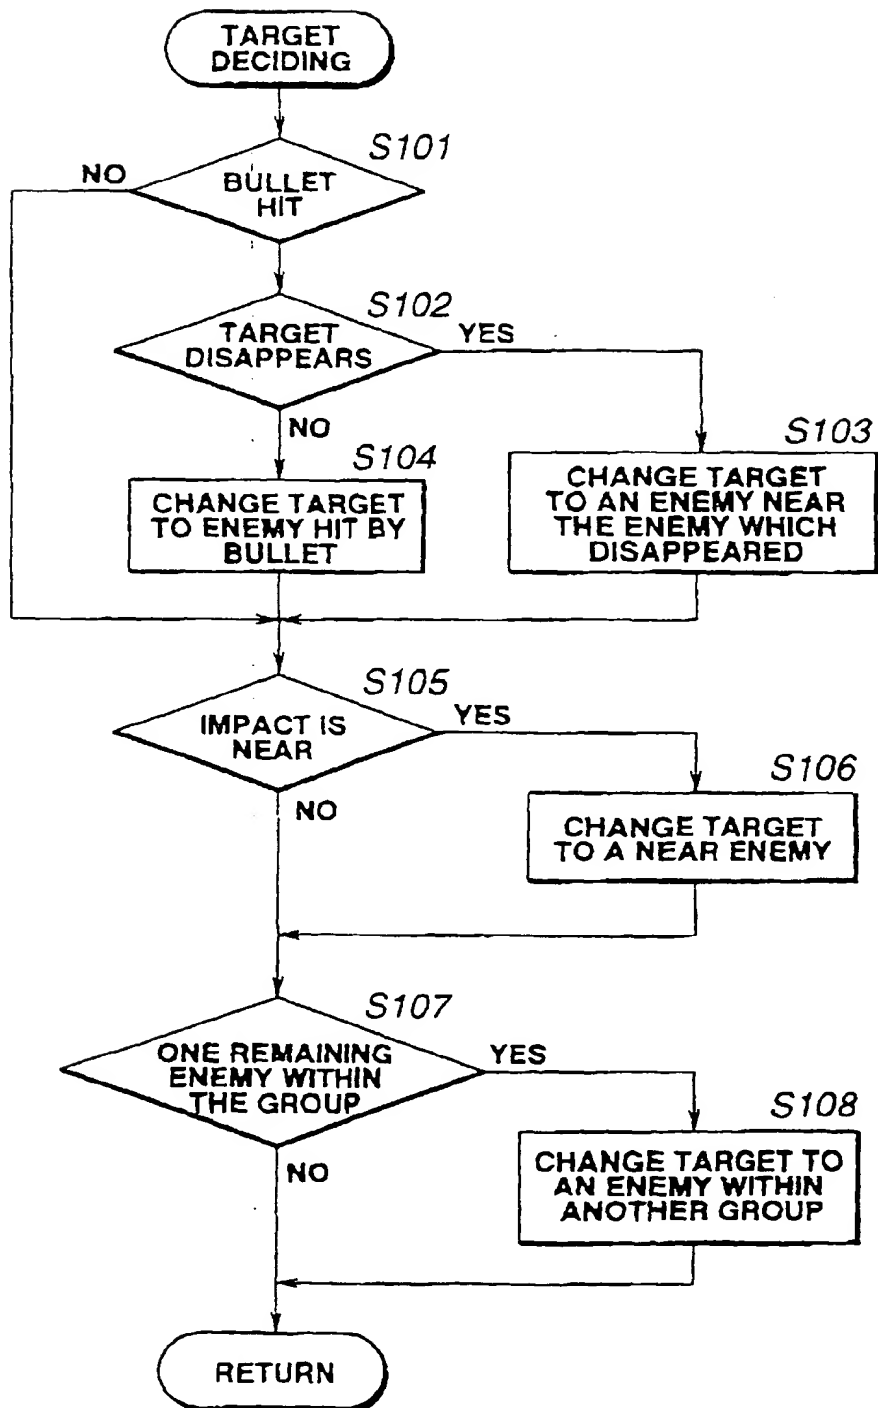 TARGET
DECIDING
S101
NO
BULLET
HIT
S102
TARGET
DISAPPEARS
YES
NO
S103
S104
CHANGE TARGET
TO AN ENEMY NEAR
THE ENEMY WHICH
DISAPPEARED
CHANGE TARGET
TO ENEMY HIT BY
BULLET
S105
IMPACT IS
NEAR
YES
NO
S106
CHANGE TARGET
TO A NEAR ENEMY
S107
ONE REMAINING
ENEMY WITHIN
THE GROUP
YES
NO
S108
CHANGE TARGET TO
AN ENEMY WITHIN
ANOTHER GROUP
RETURN